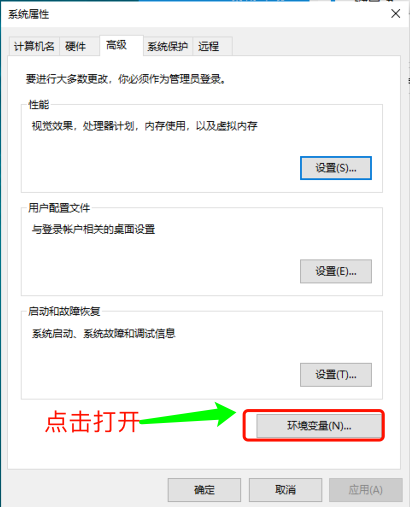 系统属性
计算机名 硬件 高级 系统保护 远程
要进行大多数更改，你必须作为管理员登录。
性能
视觉效果，处理器计划，内存使用，以及虚拟内存
设置(S)...
用户配置文件
与登录帐户相关的桌面设置
设置(E)...
启动和故障恢复
系统启动、系统故障和调试信息
设置(T)...
点击打开
环境变量(N)...
确定 取消 应用(A)